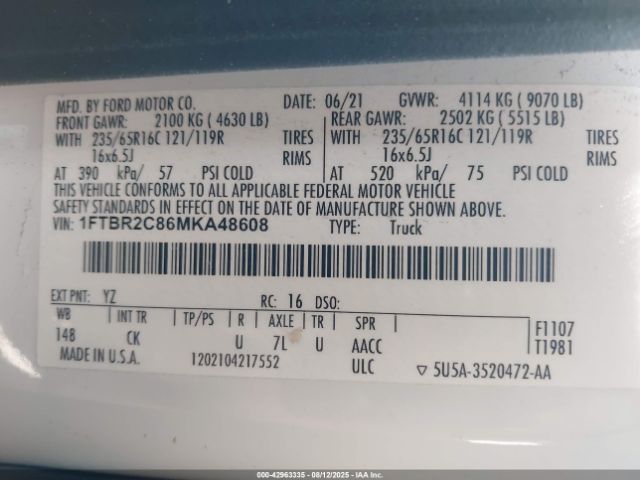 MFD. BY FORD MOTOR CO. DATE: 06/21 GVWR: 4114 KG ( 9070 LB)
FRONT GAWR: 2100 KG ( 4630 LB) REAR GAWR: 2502 KG ( 5515 LB)
WITH 235/65R16C 121/119R TIRES WITH 235/65R16C 121/119R TIRES
16x6.5J RIMS 16x6.5J RIMS
AT 390 kPa/ 57 PSI COLD AT 520 kPa/ 75 PSI COLD
THIS VEHICLE CONFORMS TO ALL APPLICABLE FEDERAL MOTOR VEHICLE
SAFETY STANDARDS IN EFFECT ON THE DATE OF MANUFACTURE SHOWN ABOVE.
VIN: 1FTBR2C86MKA48608 TYPE: Truck
EXT PNT: YZ RC: 16 DSO:
WB INT TR TP/PS R AXLE TR SPR F1107
148 CK U 7L U AACC T1981
MADE IN U.S.A. 1202104217552 ULC ▽ 5U5A-3520472-AA
000-42963335 - 08/12/2025 - IAA, Inc.